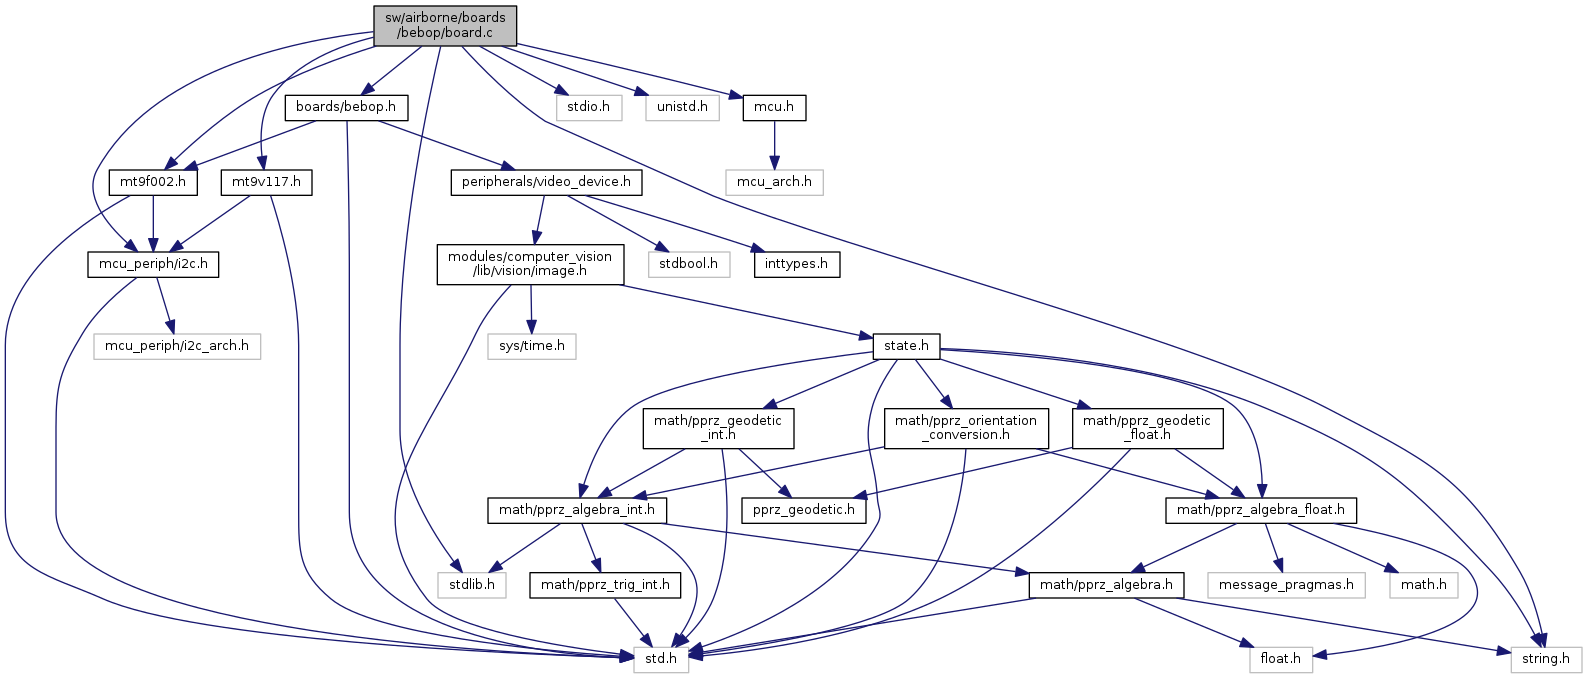 sw/airborne/boards
/bebop/board.c
boards/bebop.h
stdio.h
unistd.h
mcu.h
mt9f002.h
mt9v117.h
peripherals/video_device.h
mcu_arch.h
mcu_periph/i2c.h
modules/computer_vision
/lib/vision/image.h
stdbool.h
inttypes.h
mcu_periph/i2c_arch.h
sys/time.h
state.h
math/pprz_geodetic
_int.h
math/pprz_orientation
_conversion.h
math/pprz_geodetic
_float.h
math/pprz_algebra_int.h
pprz_geodetic.h
math/pprz_algebra_float.h
stdlib.h
math/pprz_trig_int.h
math/pprz_algebra.h
message_pragmas.h
math.h
std.h
float.h
string.h